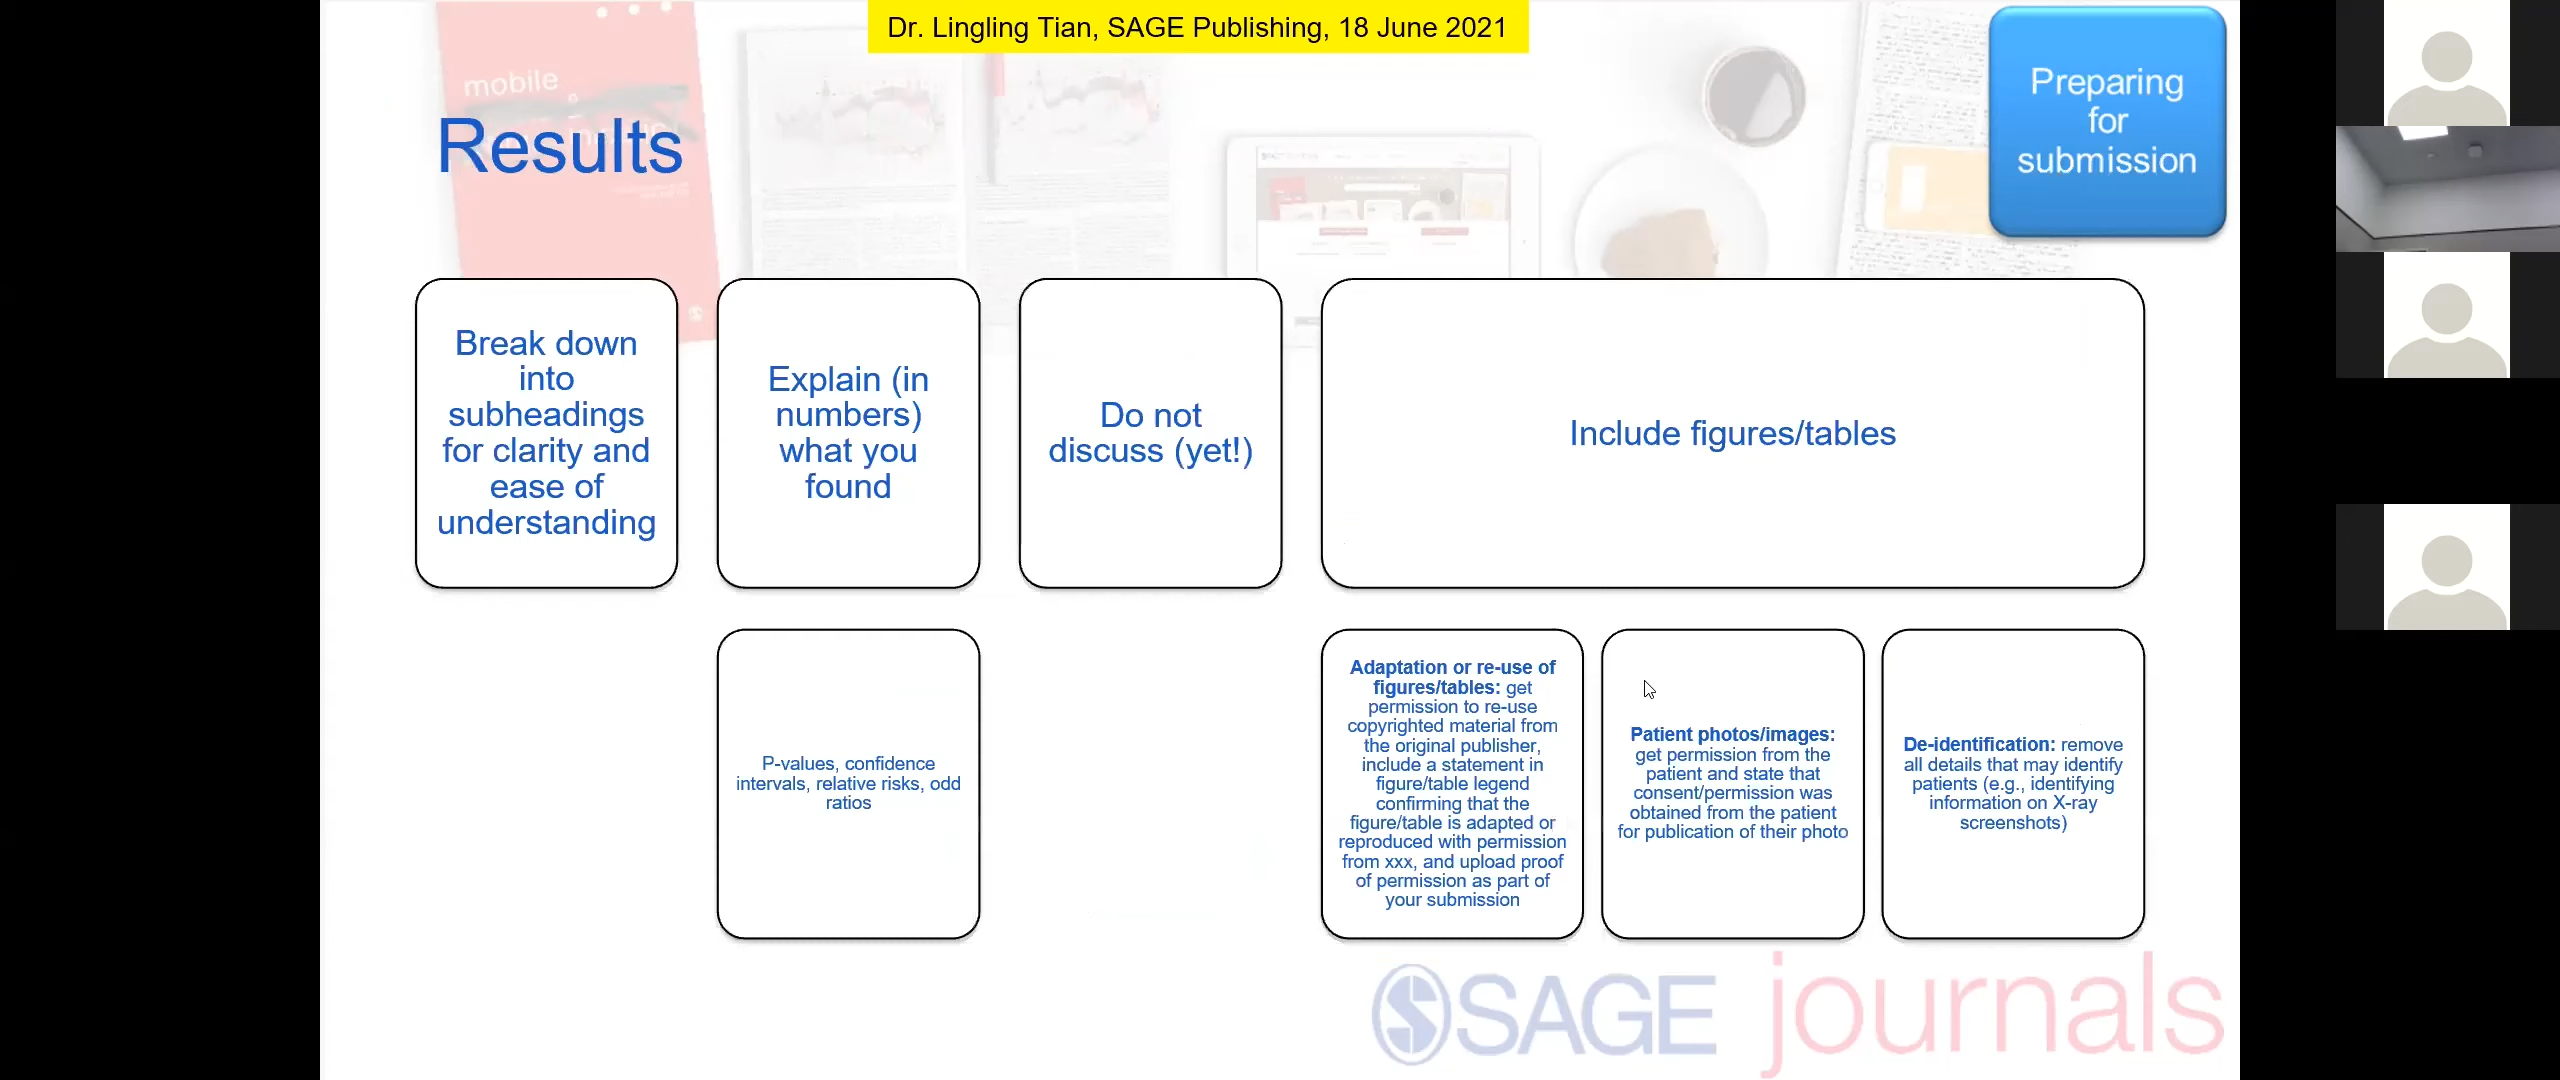 Dr. Lingling Tian, SAGE Publishing, 18 June 2021
mobile
Results
Preparing
for
submission
Break down
into
subheadings
for clarity and
ease of
understanding
Explain (in
numbers)
what you
found
Do not
discuss (yet!)
Include figures/tables
P-values, confidence
intervals, relative risks, odd
ratios
Adaptation or re-use of
figures/tables: get
permission to re-use
copyrighted material from
the original publisher,
include a statement in
figure/table legend
confirming that the
figure/table is adapted or
reproduced with permission
from xxx, and upload proof
of permission as part of
your submission
Patient photos/images:
get permission from the
patient and state that
consent/permission was
obtained from the patient
for publication of their photo
De-identification: remove
all details that may identify
patients (e.g., identifying
information on X-ray
screenshots)
SAGE journals